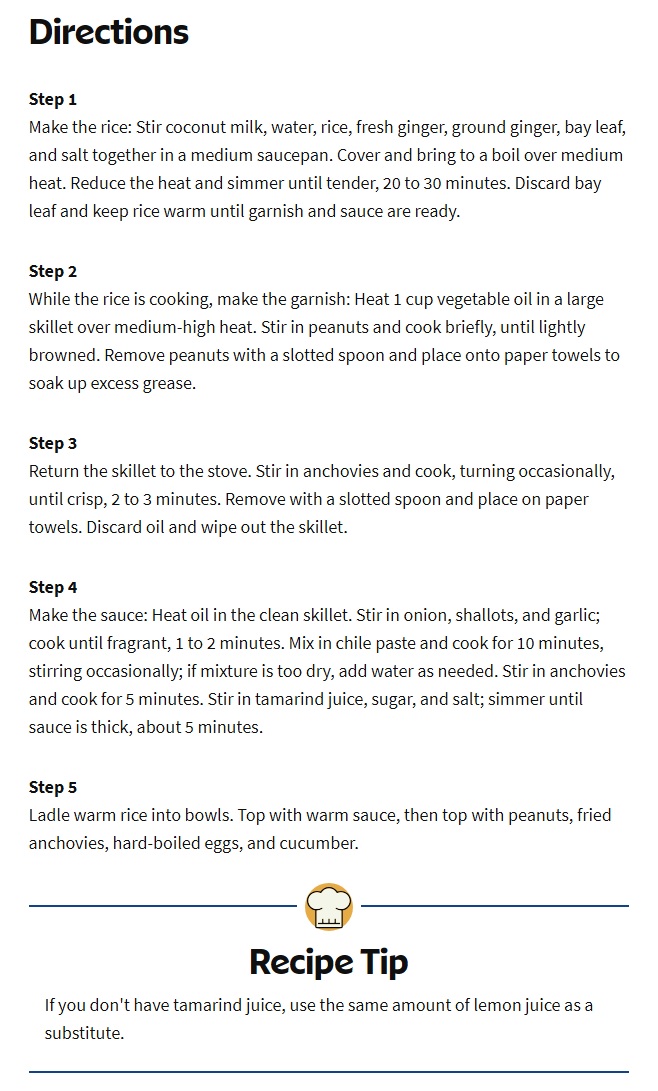 Directions
Step 1
Make the rice: Stir coconut milk, water, rice, fresh ginger, ground ginger, bay leaf,
and salt together in a medium saucepan. Cover and bring to a boil over medium
heat. Reduce the heat and simmer until tender, 20 to 30 minutes. Discard bay
leaf and keep rice warm until garnish and sauce are ready.
Step 2
While the rice is cooking, make the garnish: Heat 1 cup vegetable oil in a large
skillet over medium-high heat. Stir in peanuts and cook briefly, until lightly
browned. Remove peanuts with a slotted spoon and place onto paper towels to
soak up excess grease.
Step 3
Return the skillet to the stove. Stir in anchovies and cook, turning occasionally,
until crisp, 2 to 3 minutes. Remove with a slotted spoon and place on paper
towels. Discard oil and wipe out the skillet.
Step 4
Make the sauce: Heat oil in the clean skillet. Stir in onion, shallots, and garlic;
cook until fragrant, 1 to 2 minutes. Mix in chile paste and cook for 10 minutes,
stirring occasionally; if mixture is too dry, add water as needed. Stir in anchovies
and cook for 5 minutes. Stir in tamarind juice, sugar, and salt; simmer until
sauce is thick, about 5 minutes.
Step 5
Ladle warm rice into bowls. Top with warm sauce, then top with peanuts, fried
anchovies, hard-boiled eggs, and cucumber.
Recipe Tip
If you don't have tamarind juice, use the same amount of lemon juice as a
substitute.